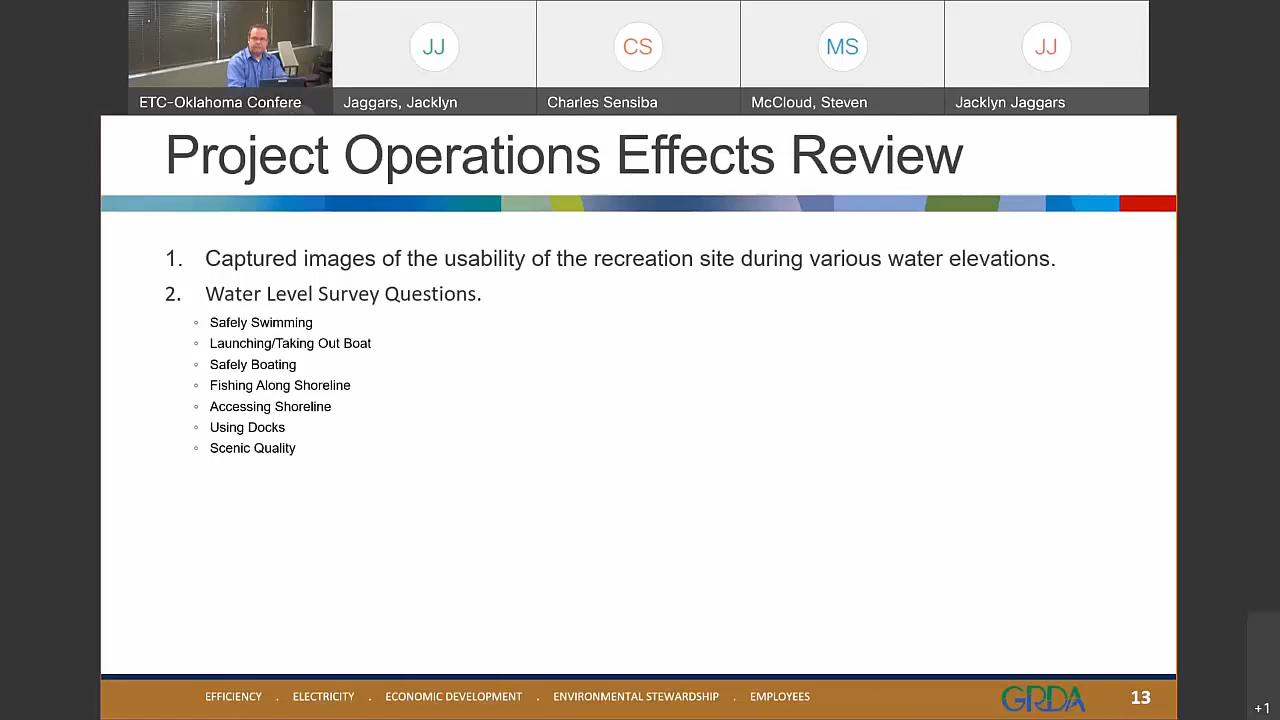 JJ
CS
MS
JJ
ETC-Oklahoma Confere
Jaggars, Jacklyn
Charles Sensiba
McCloud, Steven
Jacklyn Jaggars
Project Operations Effects Review
1. Captured images of the usability of the recreation site during various water elevations.
2. Water Level Survey Questions.
◦ Safely Swimming
◦ Launching/Taking Out Boat
◦ Safely Boating
◦ Fishing Along Shoreline
◦ Accessing Shoreline
◦ Using Docks
◦ Scenic Quality
EFFICIENCY . ELECTRICITY . ECONOMIC DEVELOPMENT . ENVIRONMENTAL STEWARDSHIP . EMPLOYEES
GRDA
13
+1